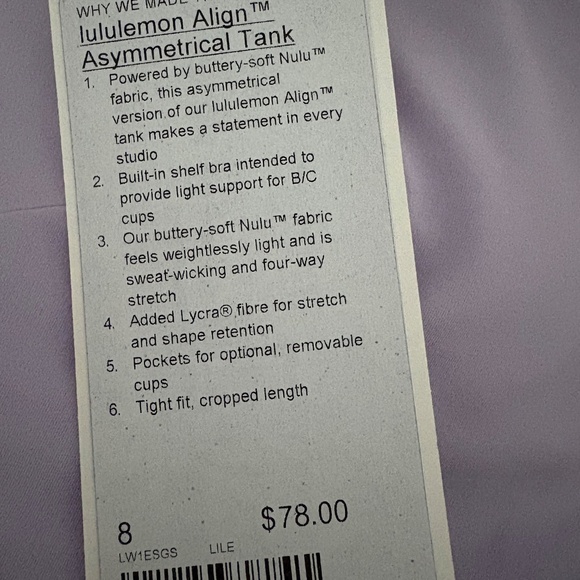 WHY WE MADE
lululemon Align™
Asymmetrical Tank
1. Powered by buttery-soft Nulu™
fabric, this asymmetrical
version of our lululemon Align™
tank makes a statement in every
studio
2. Built-in shelf bra intended to
provide light support for B/C
cups
3. Our buttery-soft Nulu™ fabric
feels weightlessly light and is
sweat-wicking and four-way
stretch
4. Added Lycra® fibre for stretch
and shape retention
5. Pockets for optional, removable
cups
6. Tight fit, cropped length
8 $78.00
LW1ESGS LILE